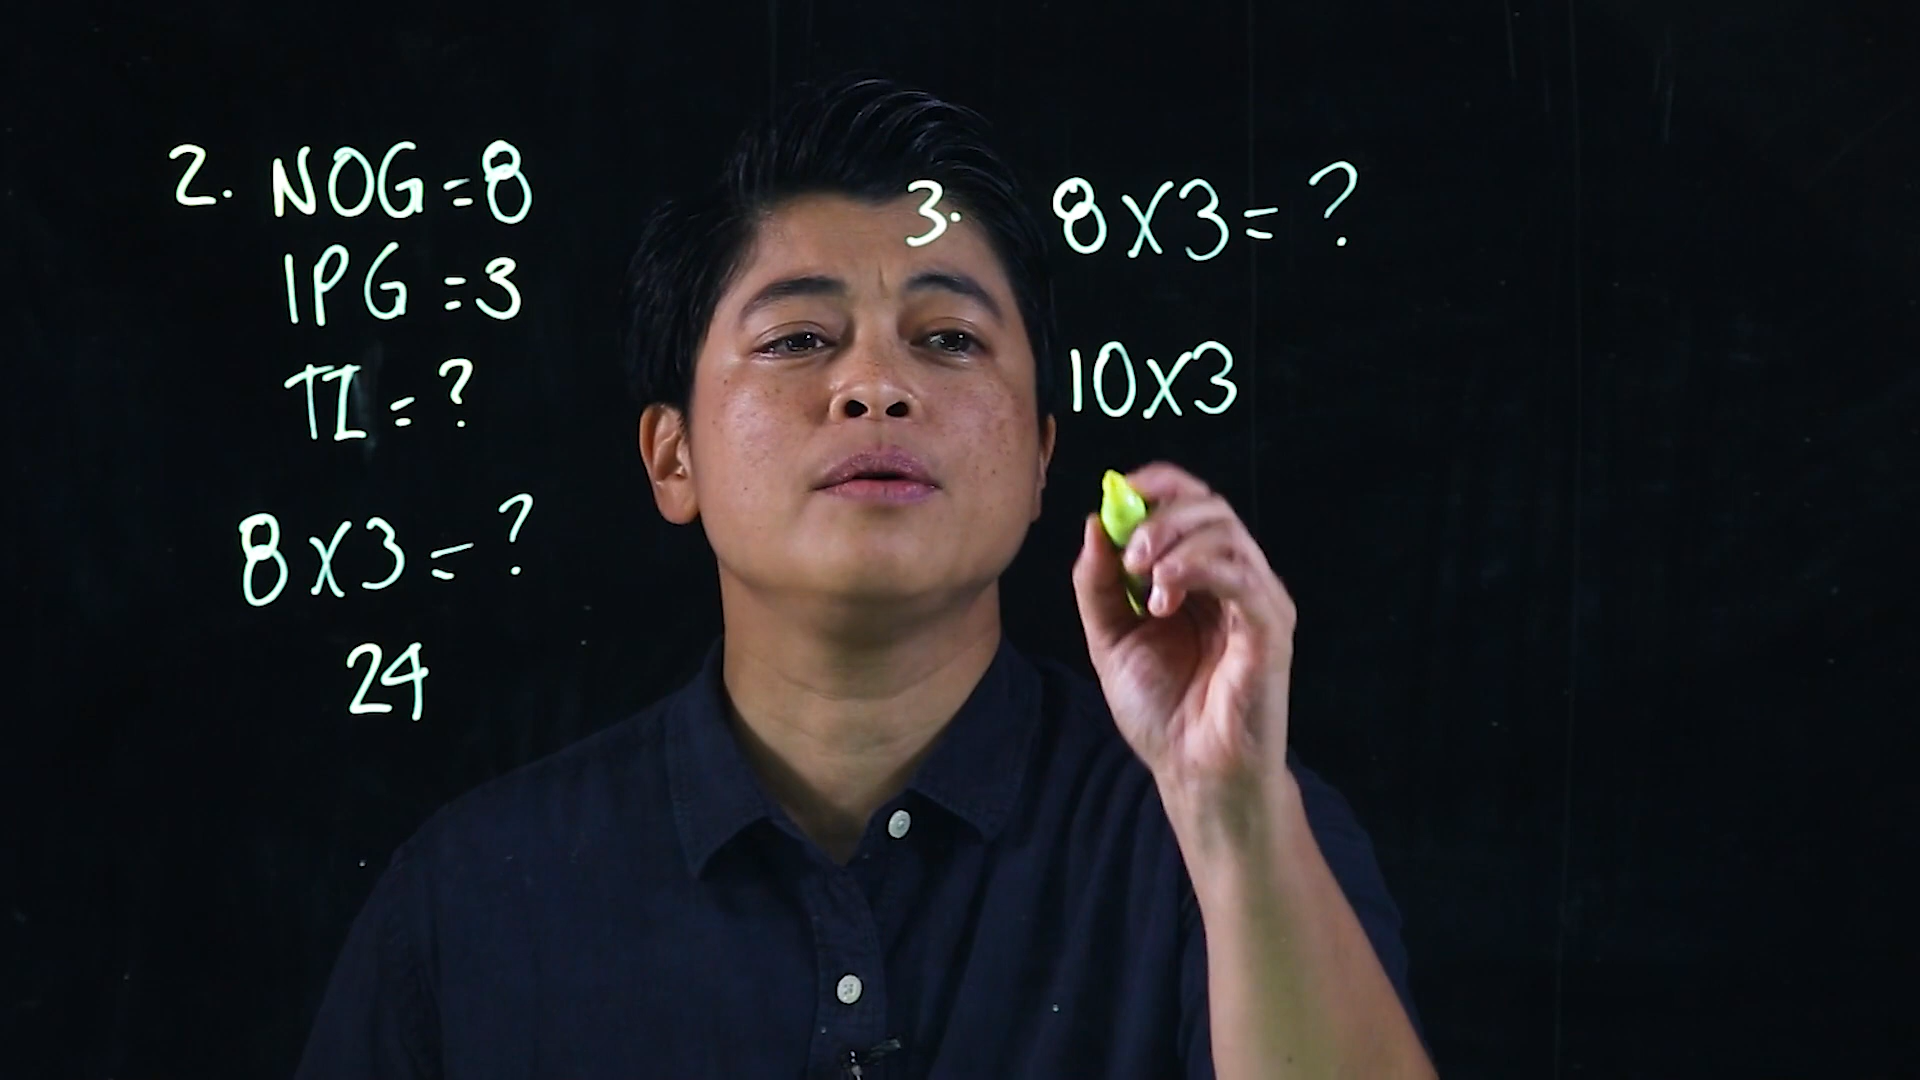 2. NOG = 8
IPG = 3
TI = ?
8 x 3 = ?
24
3. 8 x 3 = ?
10 x 3